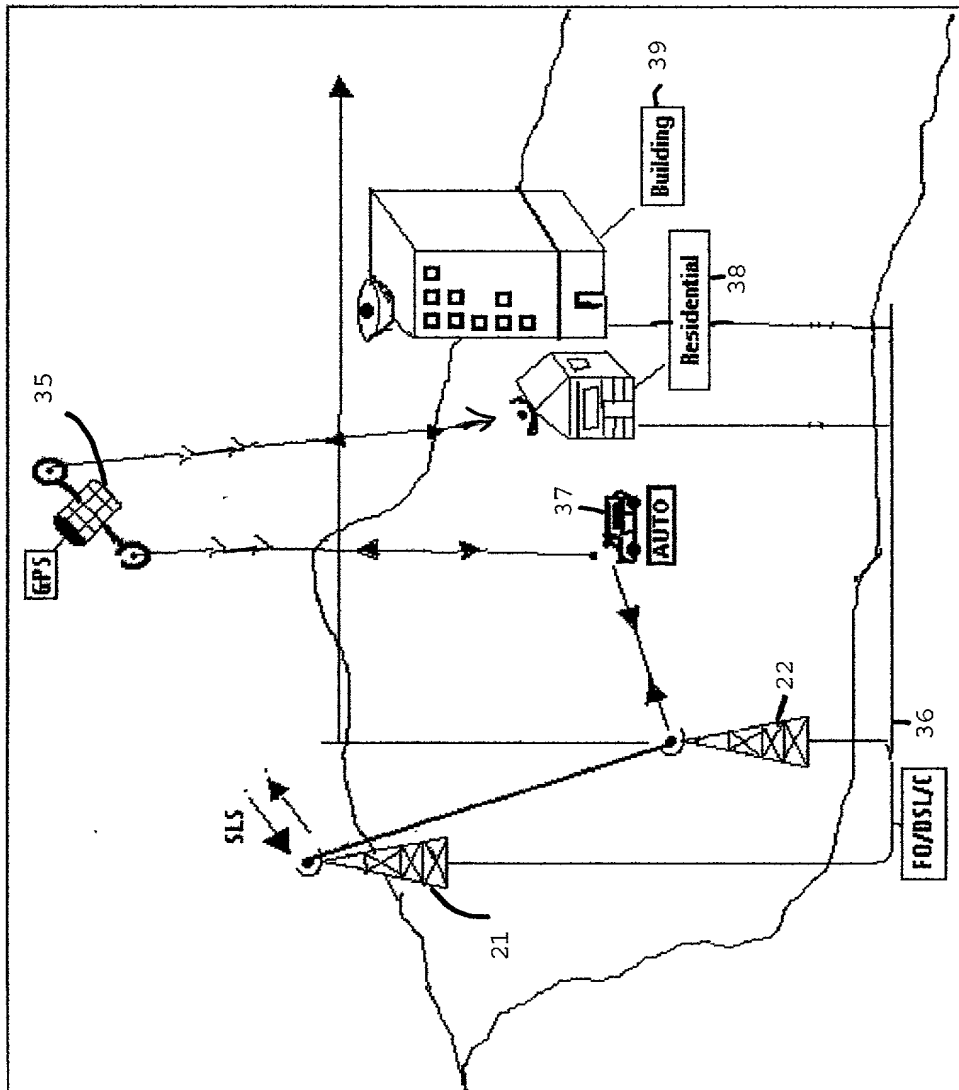 GPS
35
SLS
21
22
37
AUTO
Residential
38
Building
39
36
FO/DSL/C